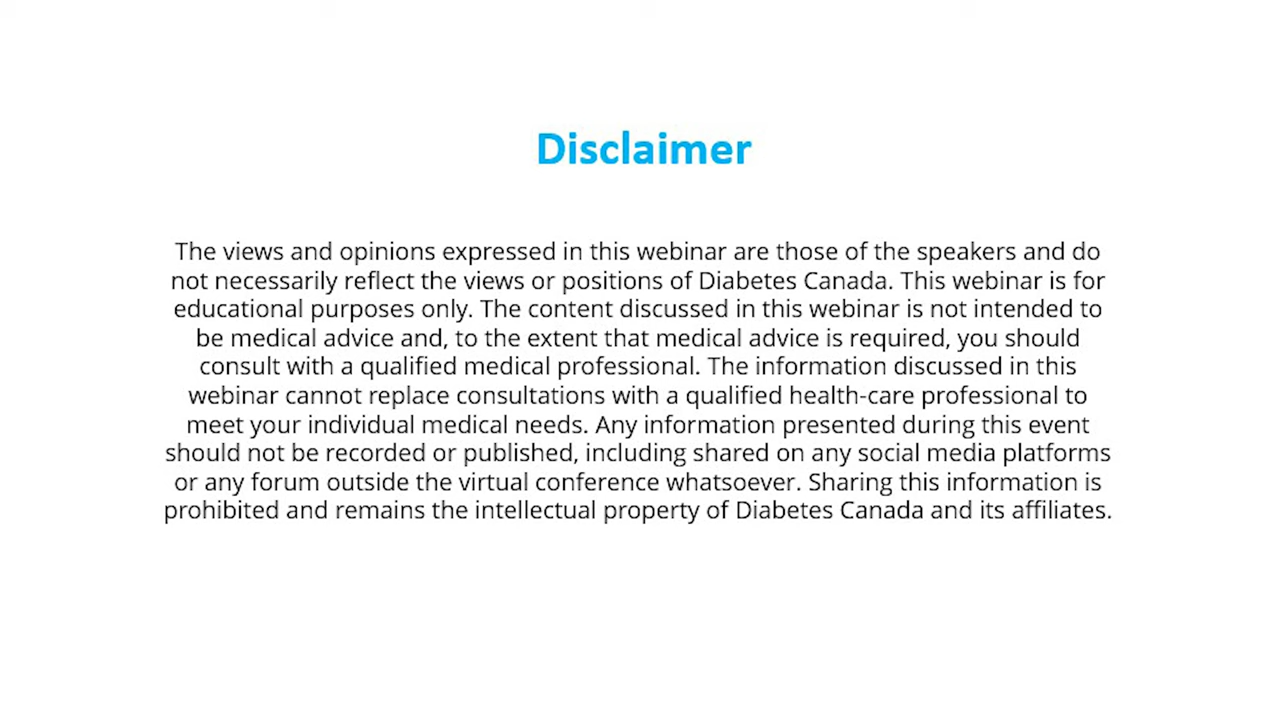 Disclaimer
The views and opinions expressed in this webinar are those of the speakers and do
not necessarily reflect the views or positions of Diabetes Canada. This webinar is for
educational purposes only. The content discussed in this webinar is not intended to
be medical advice and, to the extent that medical advice is required, you should
consult with a qualified medical professional. The information discussed in this
webinar cannot replace consultations with a qualified health-care professional to
meet your individual medical needs. Any information presented during this event
should not be recorded or published, including shared on any social media platforms
or any forum outside the virtual conference whatsoever. Sharing this information is
prohibited and remains the intellectual property of Diabetes Canada and its affiliates.